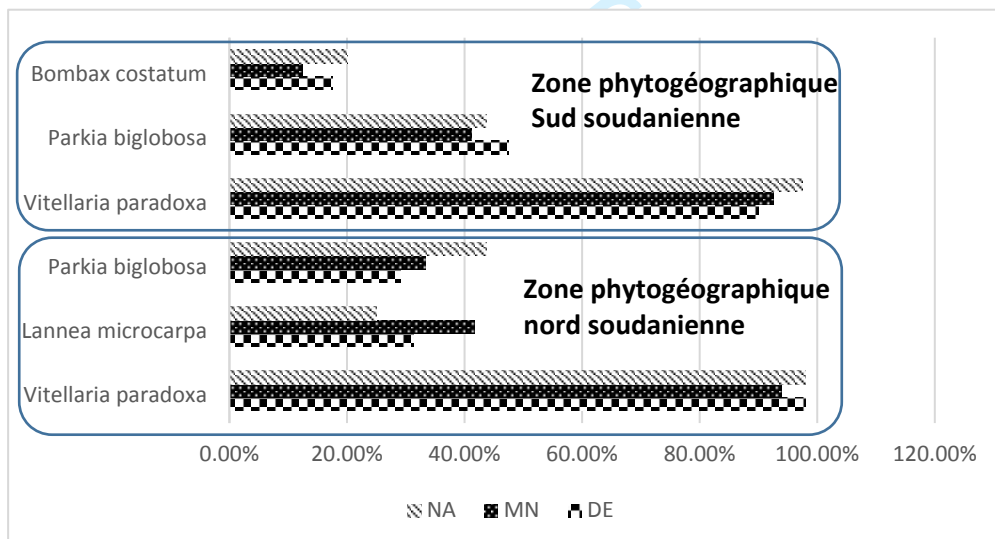 Bombax costatum
Zone phytogéographique
Sud soudanienne
Parkia biglobosa
Vitellaria paradoxa
Parkia biglobosa
Zone phytogéographique
nord soudanienne
Lannea microcarpa
Vitellaria paradoxa
0.00% 20.00% 40.00% 60.00% 80.00% 100.00% 120.00%
NA MN DE